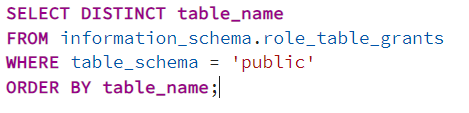 SELECT DISTINCT table_name
FROM information_schema.role_table_grants
WHERE table_schema = 'public'
ORDER BY table_name;